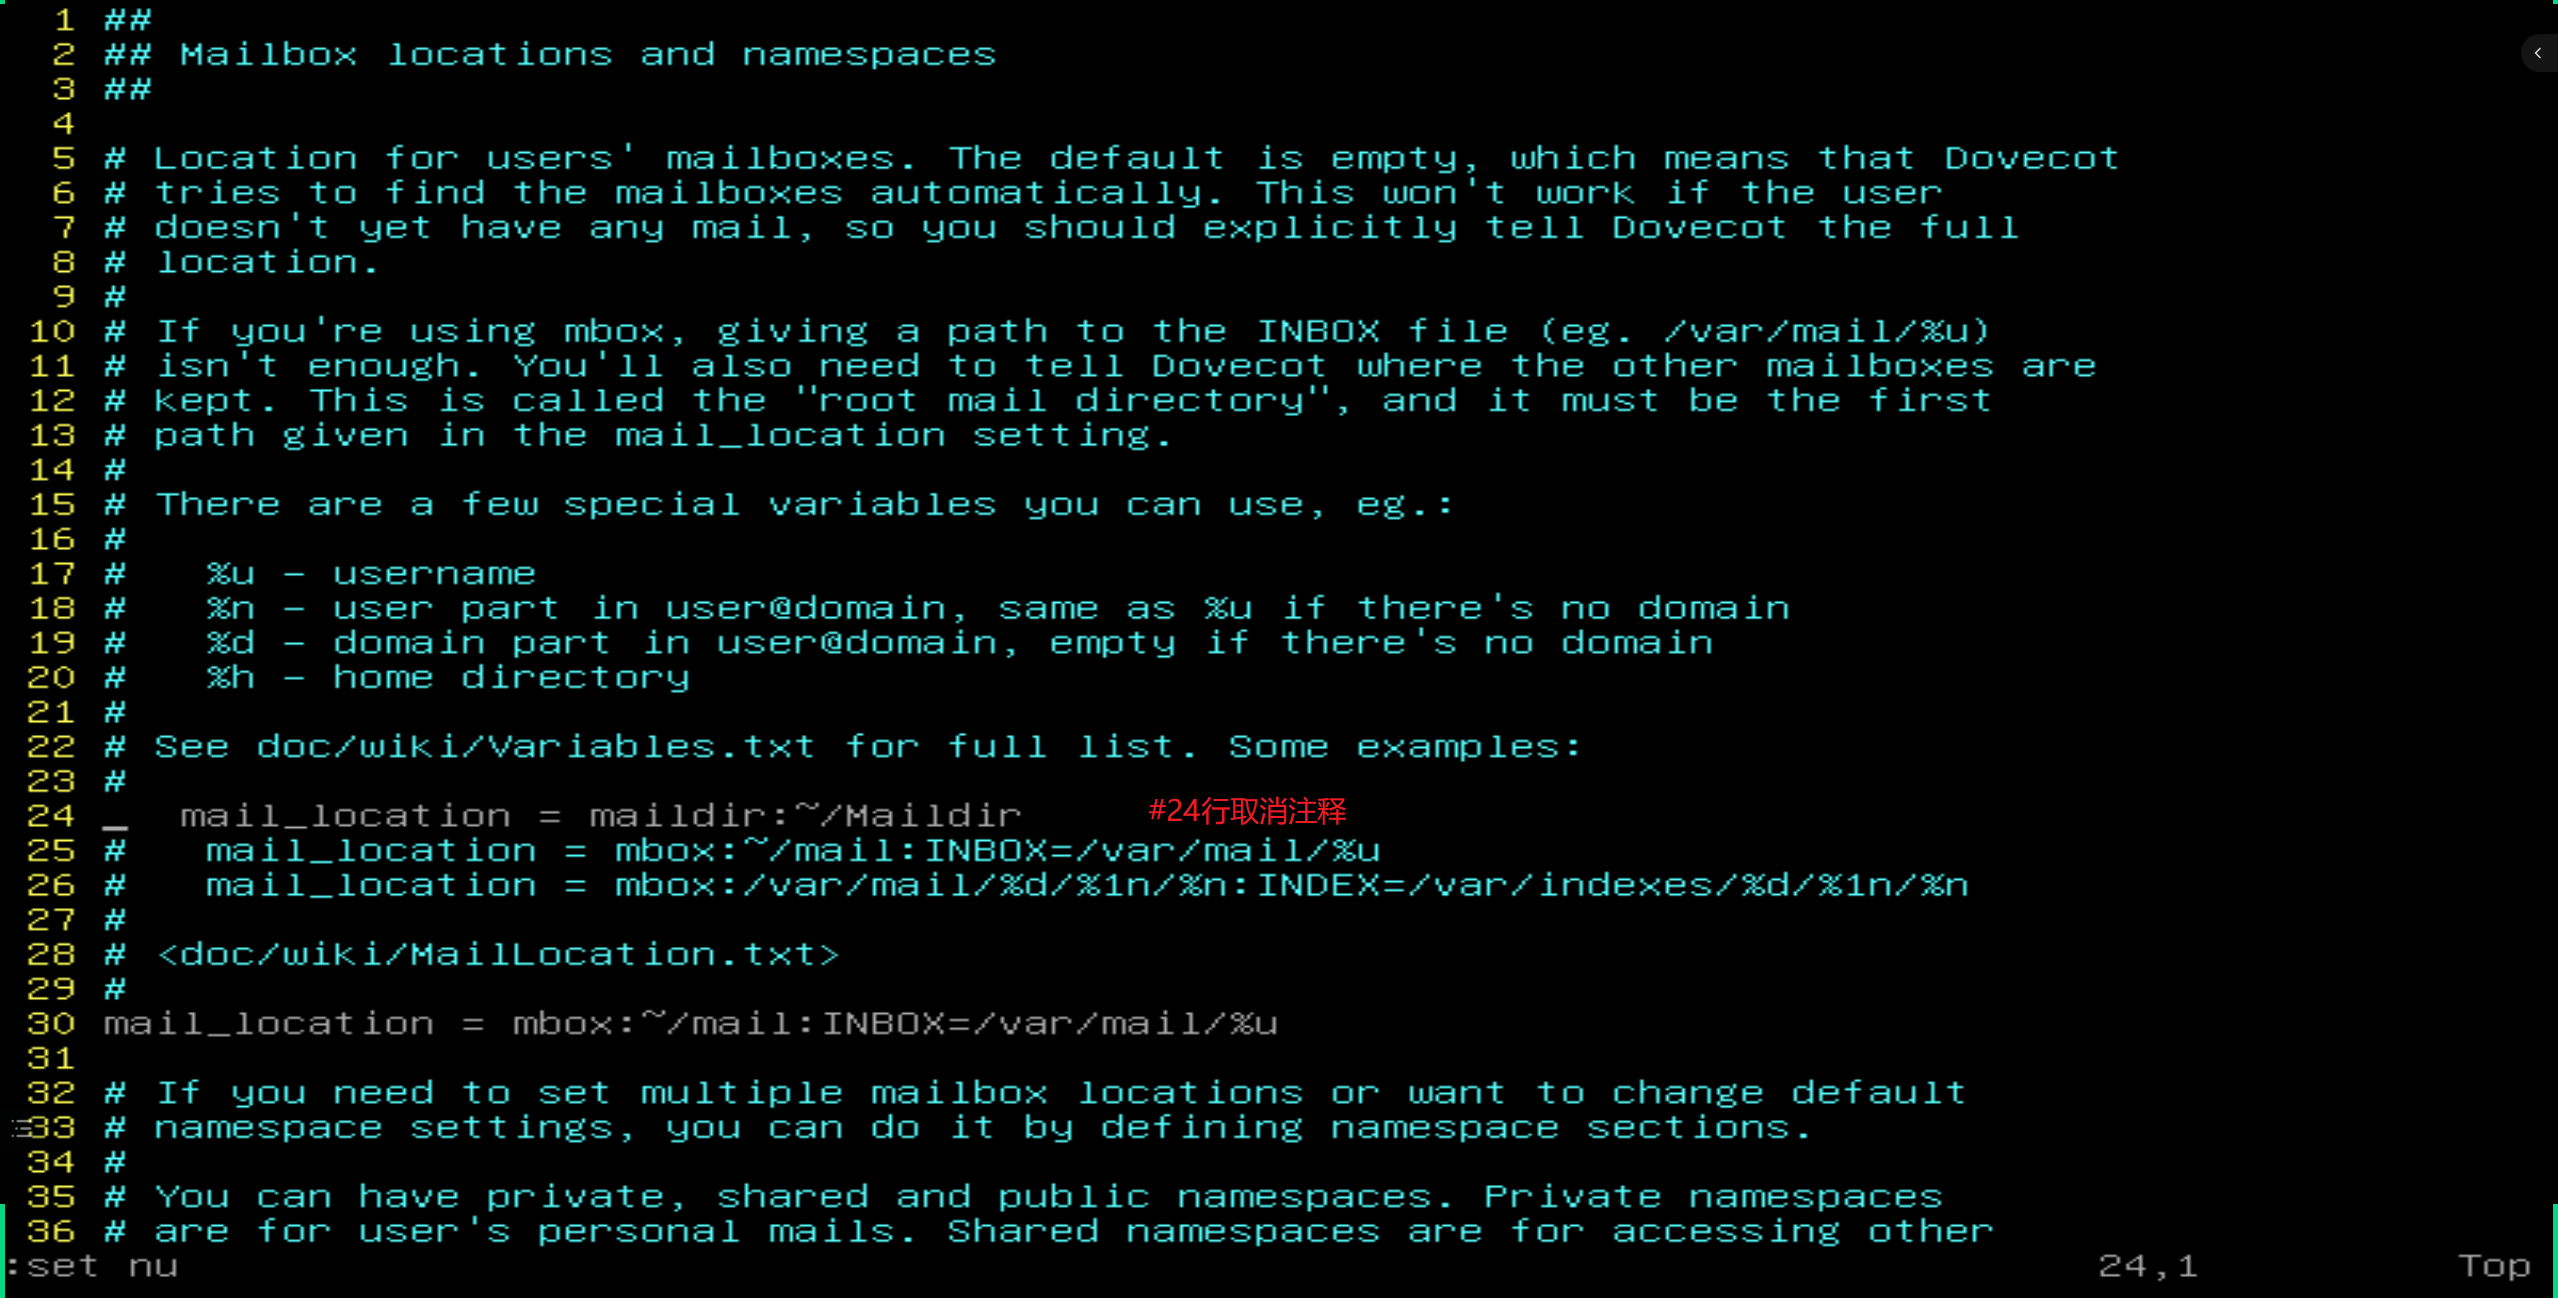 1 ##
2 ## Mailbox locations and namespaces
3 ##
4
5 # Location for users' mailboxes. The default is empty, which means that Dovecot
6 # tries to find the mailboxes automatically. This won't work if the user
7 # doesn't yet have any mail, so you should explicitly tell Dovecot the full
8 # location.
9 #
10 # If you're using mbox, giving a path to the INBOX file (eg. /var/mail/%u)
11 # isn't enough. You'll also need to tell Dovecot where the other mailboxes are
12 # kept. This is called the "root mail directory", and it must be the first
13 # path given in the mail_location setting.
14 #
15 # There are a few special variables you can use, eg.:
16 #
17 #   %u - username
18 #   %n - user part in user@domain, same as %u if there's no domain
19 #   %d - domain part in user@domain, empty if there's no domain
20 #   %h - home directory
21 #
22 # See doc/wiki/Variables.txt for full list. Some examples:
23 #
24    mail_location = maildir:~/Maildir #24行取消注释
25 #   mail_location = mbox:~/mail:INBOX=/var/mail/%u
26 #   mail_location = mbox:/var/mail/%d/%1n/%n:INDEX=/var/indexes/%d/%1n/%n
27 #
28 # <doc/wiki/MailLocation.txt>
29 #
30 mail_location = mbox:~/mail:INBOX=/var/mail/%u
31
32 # If you need to set multiple mailbox locations or want to change default
33 # namespace settings, you can do it by defining namespace sections.
34 #
35 # You can have private, shared and public namespaces. Private namespaces
36 # are for user's personal mails. Shared namespaces are for accessing other
:set nu 24,1 Top